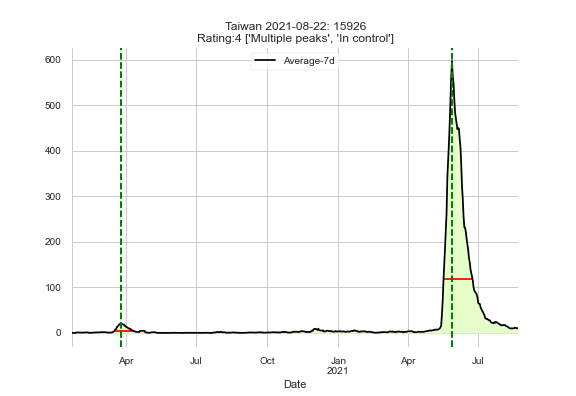 Taiwan 2021-08-22: 15926
Rating:4 ['Multiple peaks', 'In control']
Average-7d
600
500
400
300
200
100
0
Apr
Jul
Oct
Jan
2021
Apr
Jul
Date